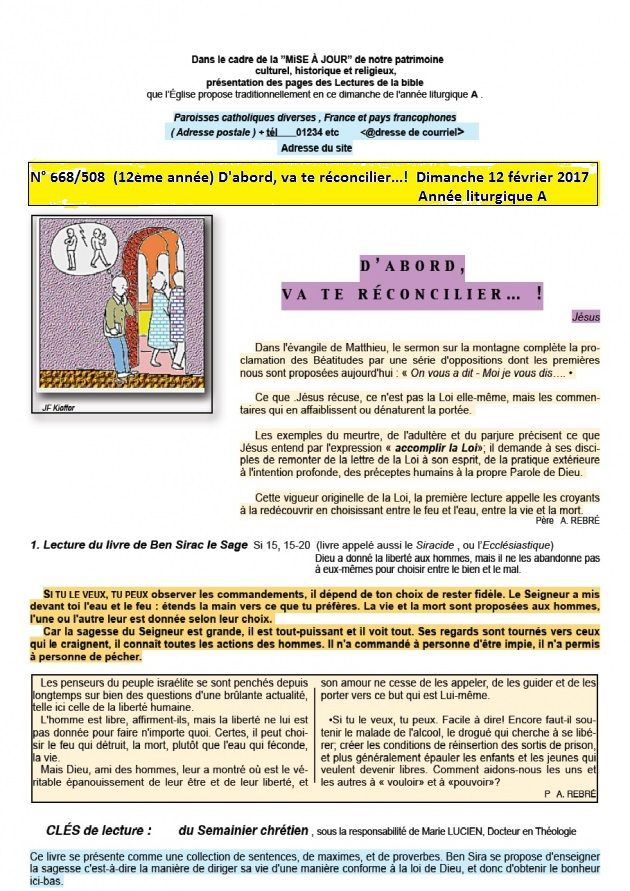 Dans le cadre de la "MiSE À JOUR" de notre patrimoine
culturel, historique et religieux,
présentation des pages des Lectures de la bible
que l'Église propose traditionnellement en ce dimanche de l'année liturgique A .
Paroisses catholiques diverses , France et pays francophones
( Adresse postale ) + tél___01234 etc <@dresse de courriel>
Adresse du site
N° 668/508 (12ème année) D'abord, va te réconcilier...! Dimanche 12 février 2017
Année liturgique A
JF Kieffer
D'ABORD,
VA TE RÉCONCILIER... !
Jésus
Dans l'évangile de Matthieu, le sermon sur la montagne complète la pro-
clamation des Béatitudes par une série d'oppositions dont les premières
nous sont proposées aujourd'hui : « On vous a dit - Moi je vous dis…. •
Ce que .Jésus récuse, ce n'est pas la Loi elle-même, mais les commen-
taires qui en affaiblissent ou dénaturent la portée.
Les exemples du meurtre, de l'adultère et du parjure précisent ce que
Jésus entend par l'expression « accomplir la Loi»; il demande à ses disci-
ples de remonter de la lettre de la Loi à son esprit, de la pratique extérieure
à l'intention profonde, des préceptes humains à la propre Parole de Dieu.
Cette vigueur originelle de la Loi, la première lecture appelle les croyants
à la redécouvrir en choisissant entre le feu et l'eau, entre la vie et la mort.
Père A. REBRÉ
1. Lecture du livre de Ben Sirac le Sage Si 15, 15-20 (livre appelé aussi le Siracide , ou l'Ecclésiastique)
Dieu a donné la liberté aux hommes, mais il ne les abandonne pas
à eux-mêmes pour choisir entre le bien et le mal.
SI TU LE VEUX, TU PEUX observer les commandements, il dépend de ton choix de rester fidèle. Le Seigneur a mis
devant toi l'eau et le feu : étends la main vers ce que tu préfères. La vie et la mort sont proposées aux hommes,
l'une ou l'autre leur est donnée selon leur choix.
Car la sagesse du Seigneur est grande, il est tout-puissant et il voit tout. Ses regards sont tournés vers ceux
qui le craignent, il connaît toutes les actions des hommes. Il n'a commandé à personne d'être impie, il n'a permis
à personne de pécher.
Les penseurs du peuple israélite se sont penchés depuis
longtemps sur bien des questions d'une brûlante actualité,
telle ici celle de la liberté humaine.
L'homme est libre, affirment-ils, mais la liberté ne lui est
pas donnée pour faire n'importe quoi. Certes, il peut choi-
sir le feu qui détruit, la mort, plutôt que l'eau qui féconde,
la vie.
Mais Dieu, ami des hommes, leur a montré où est le vé-
ritable épanouissement de leur être et de leur liberté, et
son amour ne cesse de les appeler, de les guider et de les
porter vers ce but qui est Lui-même.
•Si tu le veux, tu peux. Facile à dire! Encore faut-il sou-
tenir le malade de l'alcool, le drogué qui cherche à se libé-
rer; créer les conditions de réinsertion des sortis de prison,
et plus généralement épauler les enfants et les jeunes qui
veulent devenir libres. Comment aidons-nous les uns et
les autres à « vouloir» et à «pouvoir»?
P A. REBRÉ
CLÉS de lecture : du Semainier chrétien , sous la responsabilité de Marie LUCIEN, Docteur en Théologie
Ce livre se présente comme une collection de sentences, de maximes, et de proverbes. Ben Sira se propose d'enseigner
la sagesse c'est-à-dire la manière de diriger sa vie d'une manière conforme à la loi de Dieu, et donc d'obtenir le bonheur
ici-bas.